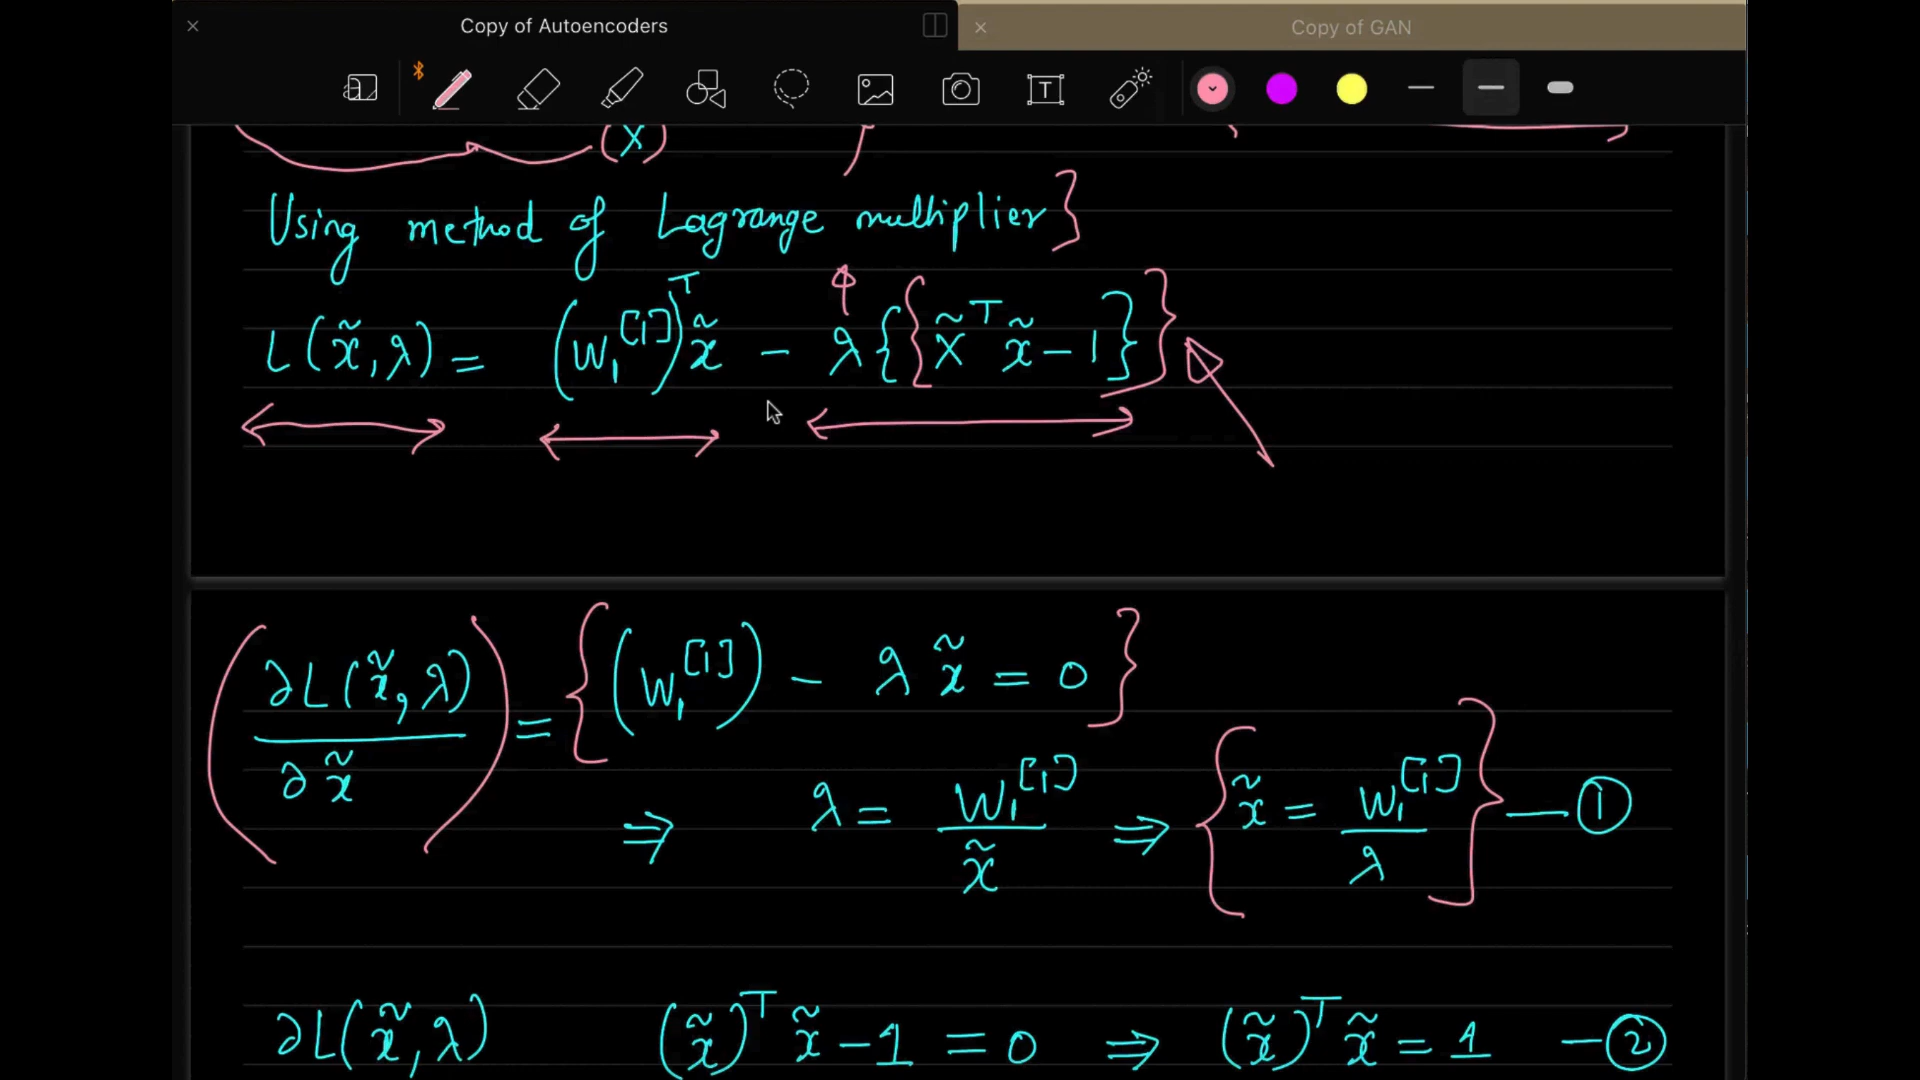 Copy of Autoencoders
Copy of GAN
(X)
Using method of Lagrange multiplier}
L(x̃, λ) = (W₁^[1])^T x̃ - λ{{x̃^T x̃ - 1}}
∂L(x̃, λ) / ∂x̃ = {(W₁^[1]) - λx̃ = 0}
⇒ λ = W₁^[1] / x̃ ⇒ {x̃ = W₁^[1] / λ} — ①
∂L(x̃, λ) (x̃)^T x̃ - 1 = 0 ⇒ (x̃)^T x̃ = 1 — ②